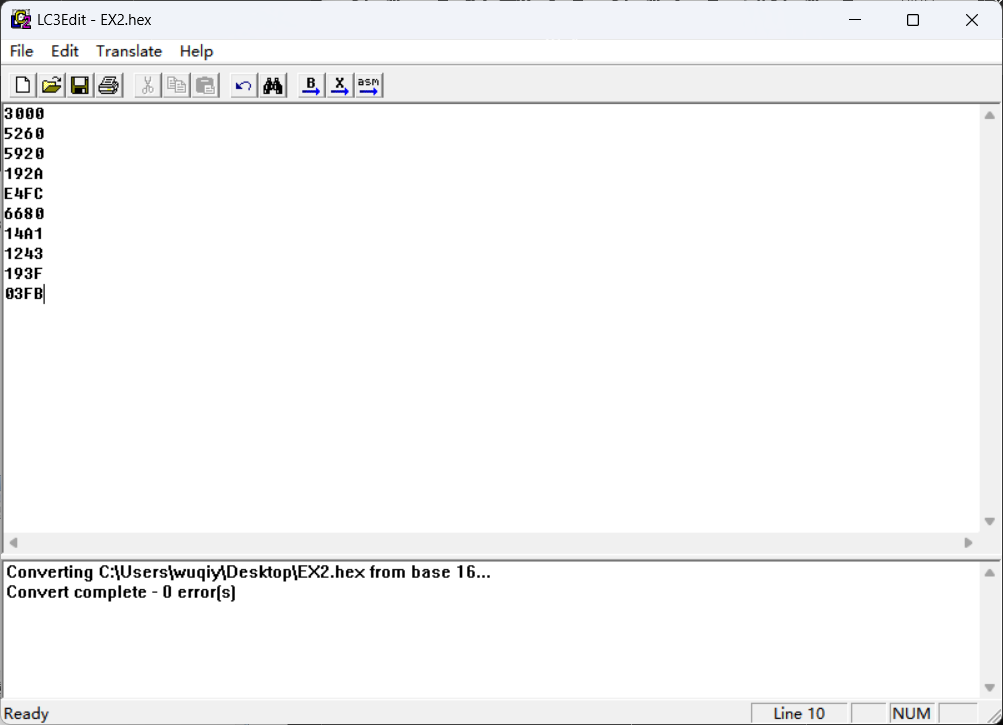 LC3Edit - EX2.hex
File Edit Translate Help
B X asm
3000
5260
5920
192A
E4FC
6680
14A1
1243
193F
03FB
Converting C:\Users\wuqiy\Desktop\EX2.hex from base 16...
Convert complete - 0 error(s)
Ready Line 10 NUM